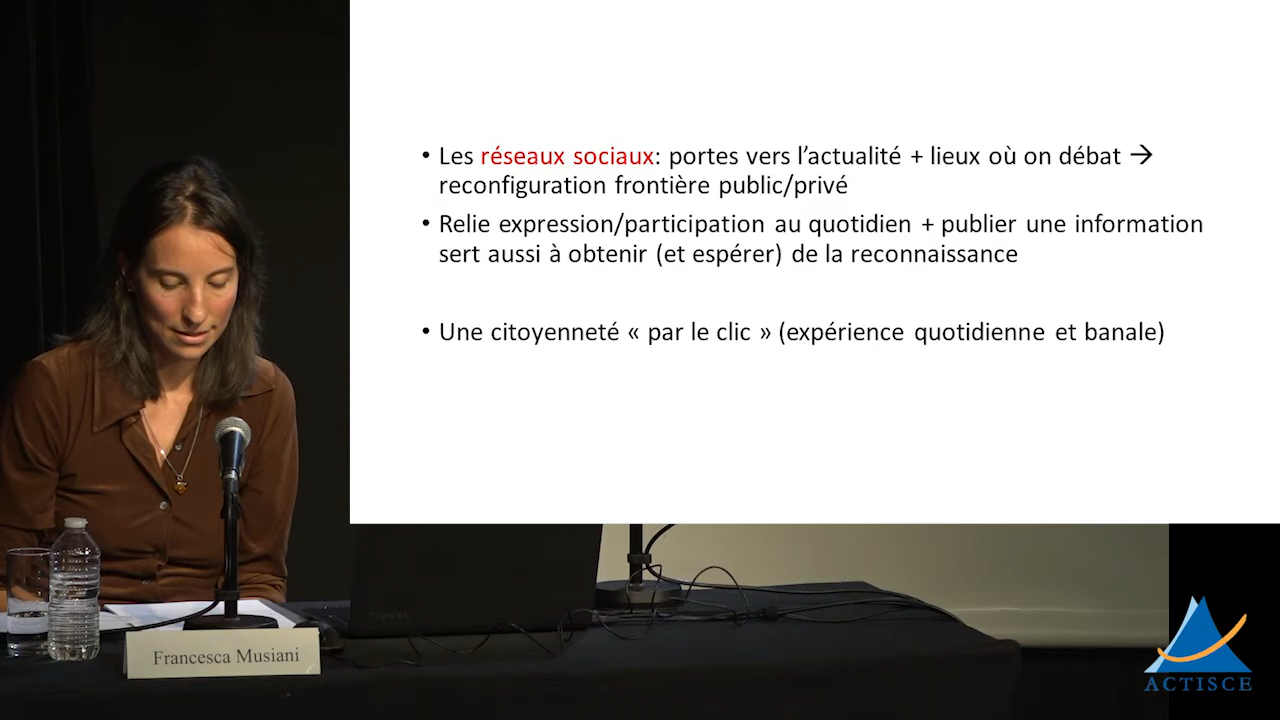 • Les réseaux sociaux: portes vers l’actualité + lieux où on débat →
reconfiguration frontière public/privé
• Relie expression/participation au quotidien + publier une information
sert aussi à obtenir (et espérer) de la reconnaissance
• Une citoyenneté « par le clic » (expérience quotidienne et banale)
Francesca Musiani
ACTISCE